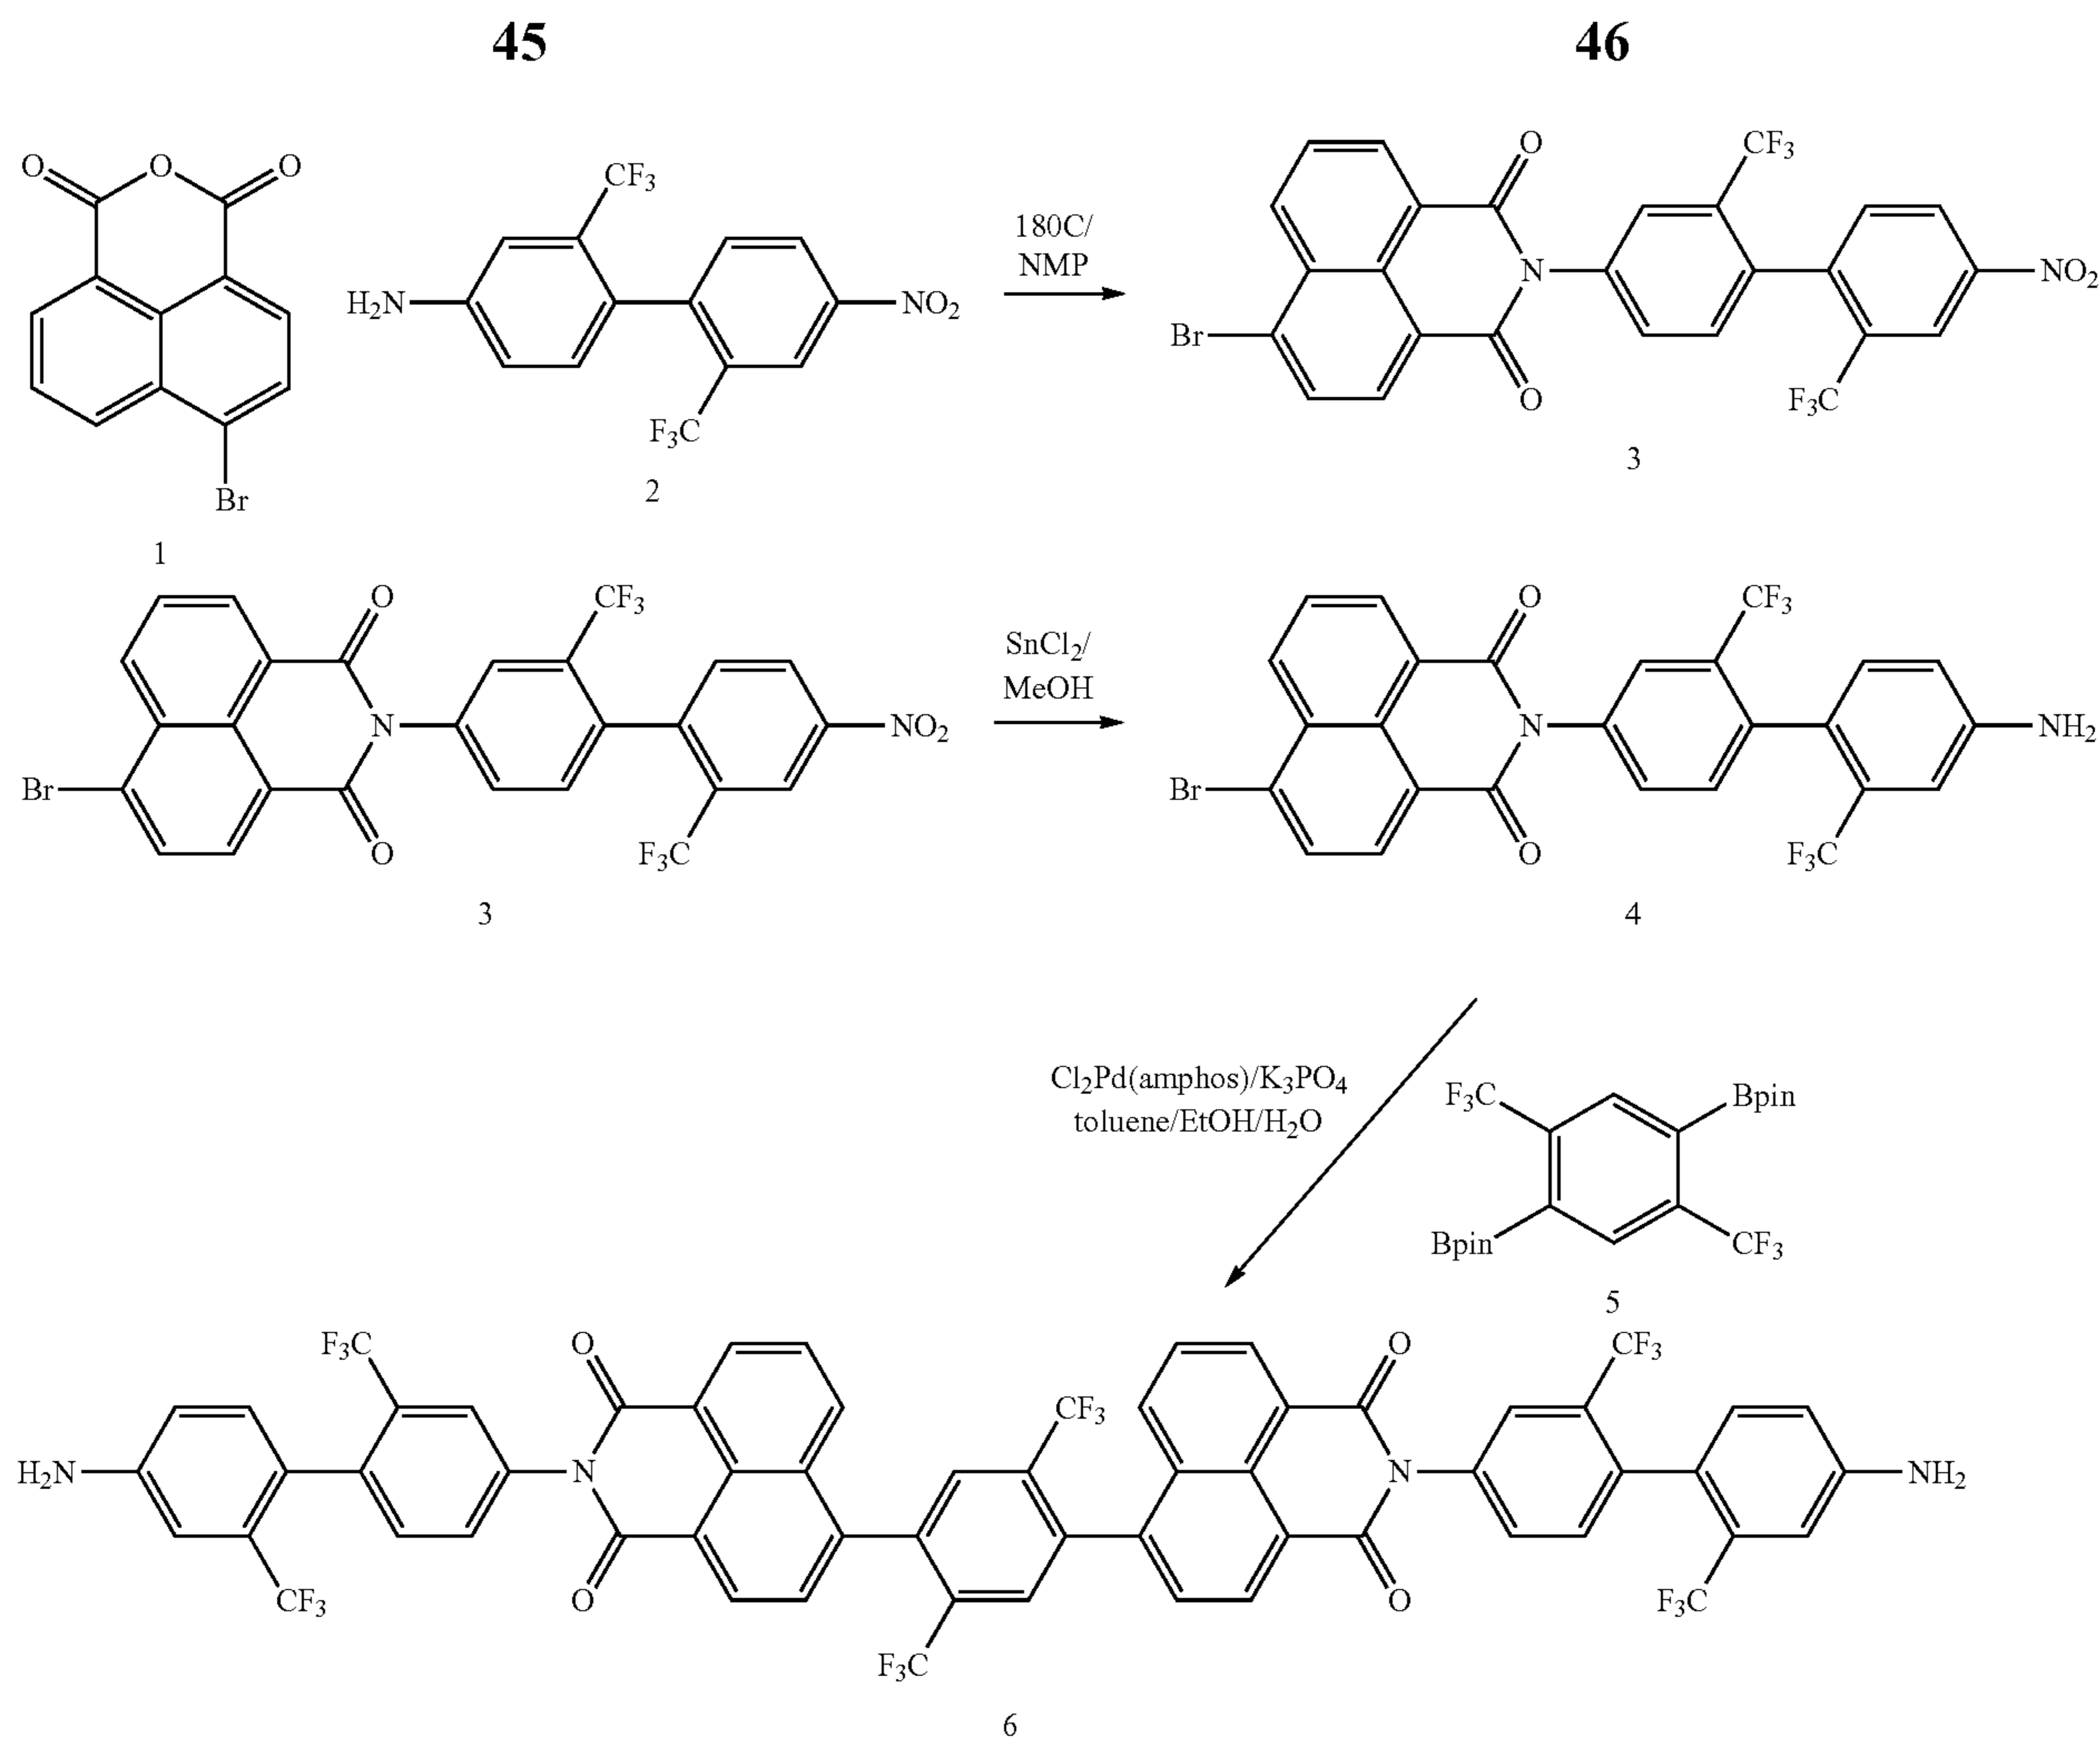 45 46
O O O
CF3
H2N NO2
F3C
Br
1
2
180C/
NMP
O
CF3
N NO2
Br
O
F3C
3
O
CF3
N NO2
Br
O
F3C
3
SnCl2/
MeOH
O
CF3
N NH2
Br
O
F3C
4
Cl2Pd(amphos)/K3PO4
toluene/EtOH/H2O
F3C Bpin
Bpin CF3
5
F3C O O CF3
CF3
H2N N N NH2
CF3 O O F3C
F3C
6